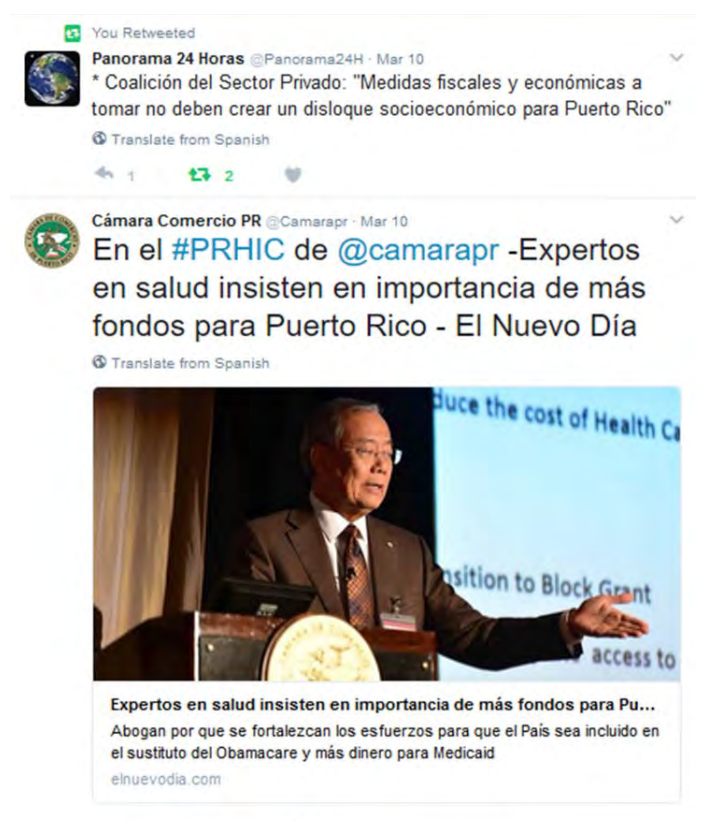 You Retweeted
Panorama 24 Horas @Panorama24H · Mar 10
* Coalición del Sector Privado: "Medidas fiscales y económicas a
tomar no deben crear un disloque socioeconómico para Puerto Rico"
Translate from Spanish
1 2
Cámara Comercio PR @Camarapr · Mar 10
En el #PRHIC de @camarapr -Expertos
en salud insisten en importancia de más
fondos para Puerto Rico - El Nuevo Día
Translate from Spanish
duce the cost of Health Ca
nsition to Block Grant
access to
Expertos en salud insisten en importancia de más fondos para Pu...
Abogan por que se fortalezcan los esfuerzos para que el País sea incluido en
el sustituto del Obamacare y más dinero para Medicaid
elnuevodia.com